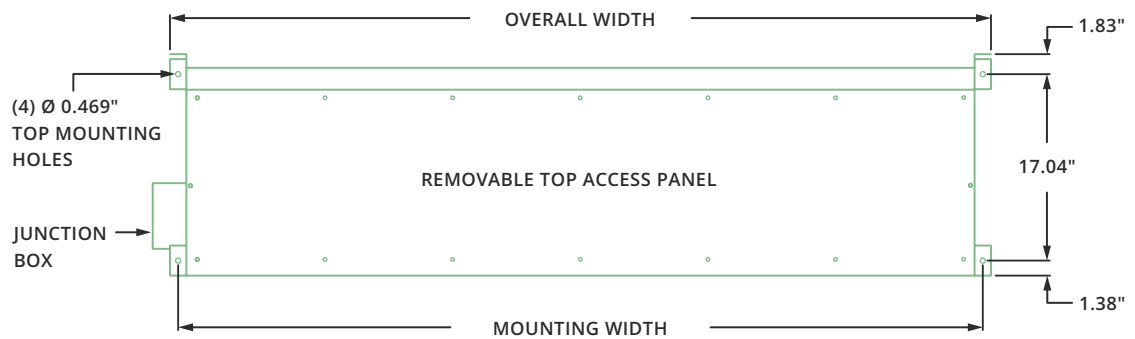 OVERALL WIDTH
1.83"
(4) Ø 0.469"
TOP MOUNTING
HOLES
17.04"
REMOVABLE TOP ACCESS PANEL
JUNCTION
BOX
1.38"
MOUNTING WIDTH